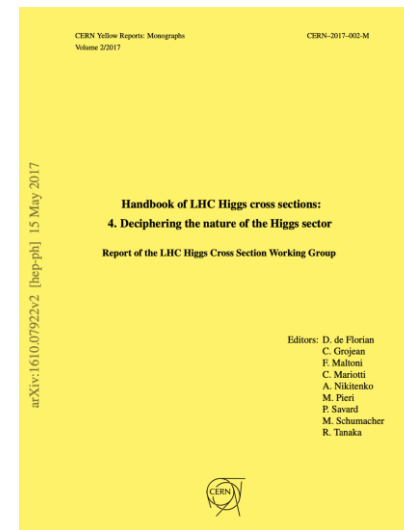 CERN Yellow Reports: Monographs
Volume 2/2017
CERN–2017–002-M
arXiv:1610.07922v2 [hep-ph] 15 May 2017
Handbook of LHC Higgs cross sections:
4. Deciphering the nature of the Higgs sector
Report of the LHC Higgs Cross Section Working Group
Editors: D. de Florian
C. Grojean
F. Maltoni
C. Mariotti
A. Nikitenko
M. Pieri
P. Savard
M. Schumacher
R. Tanaka
CERN